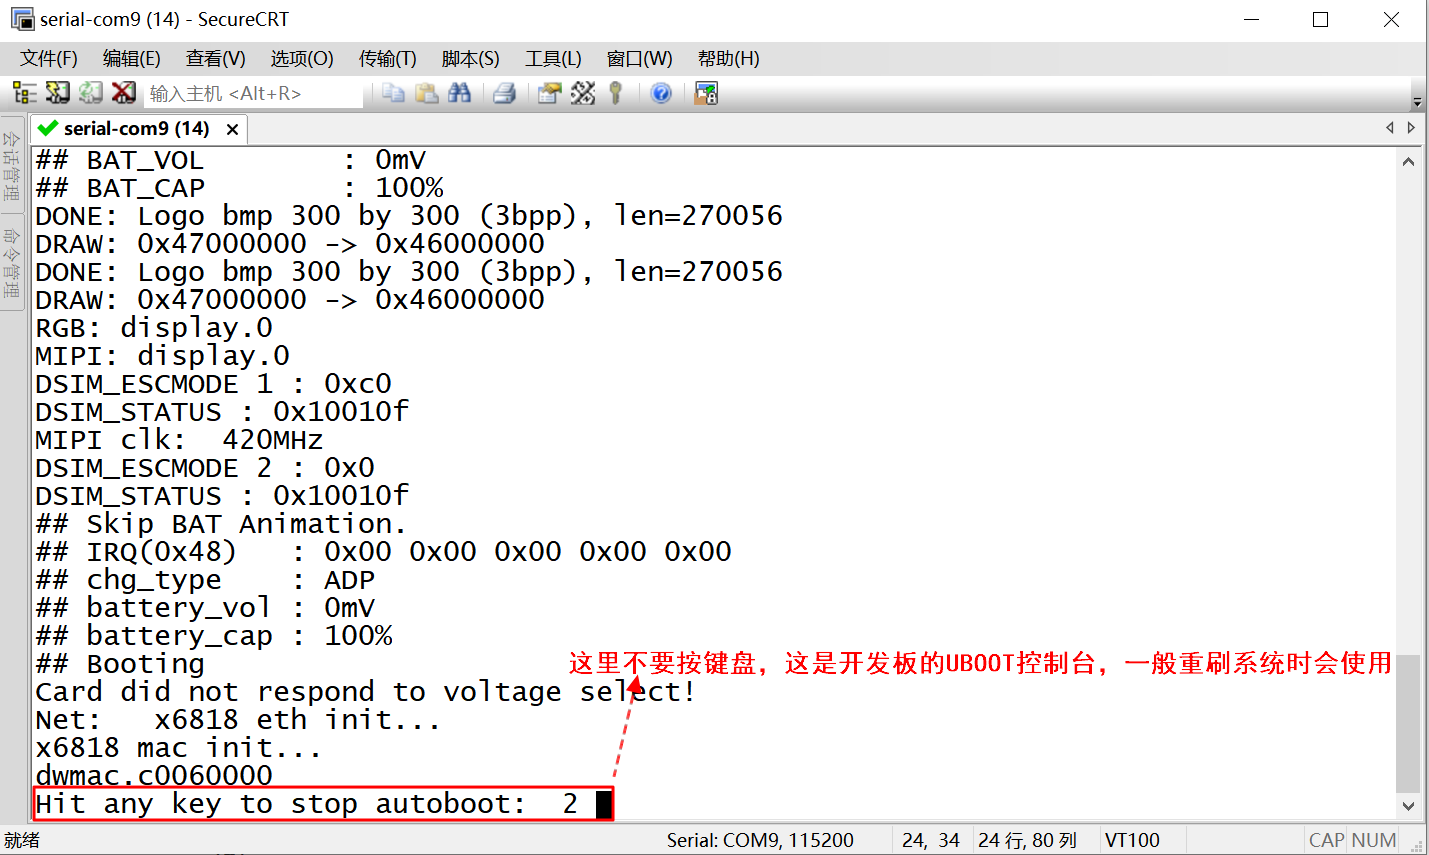 serial-com9 (14) - SecureCRT
文件(F) 编辑(E) 查看(V) 选项(O) 传输(T) 脚本(S) 工具(L) 窗口(W) 帮助(H)
输入主机 <Alt+R>
serial-com9 (14)
会话管理
命令管理
## BAT_VOL : 0mV
## BAT_CAP : 100%
DONE: Logo bmp 300 by 300 (3bpp), len=270056
DRAW: 0x47000000 -> 0x46000000
DONE: Logo bmp 300 by 300 (3bpp), len=270056
DRAW: 0x47000000 -> 0x46000000
RGB: display.0
MIPI: display.0
DSIM_ESCMODE 1 : 0xc0
DSIM_STATUS : 0x10010f
MIPI clk: 420MHz
DSIM_ESCMODE 2 : 0x0
DSIM_STATUS : 0x10010f
## Skip BAT Animation.
## IRQ(0x48) : 0x00 0x00 0x00 0x00 0x00
## chg_type : ADP
## battery_vol : 0mV
## battery_cap : 100%
## Booting
这里不要按键盘，这是开发板的UBOOT控制台，一般重刷系统时会使用
Card did not respond to voltage select!
Net: x6818 eth init...
x6818 mac init...
dwmac.c0060000
Hit any key to stop autoboot: 2
就绪 Serial: COM9, 115200 24, 34 24 行, 80 列 VT100 CAP NUM